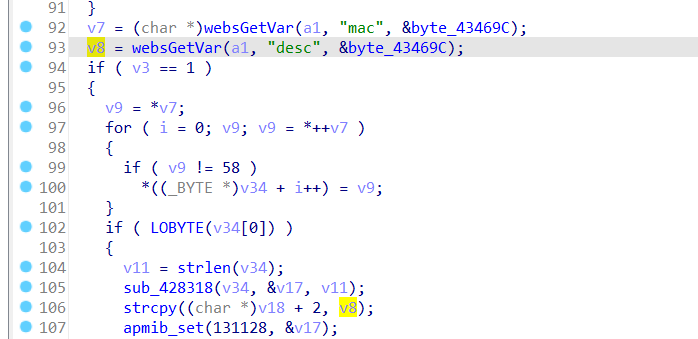 91 }
92 v7 = (char *)websGetVar(a1, "mac", &byte_43469C);
93 v8 = websGetVar(a1, "desc", &byte_43469C);
94 if ( v3 == 1 )
95 {
96 v9 = *v7;
97 for ( i = 0; v9; v9 = *++v7 )
98 {
99 if ( v9 != 58 )
100 *((_BYTE *)v34 + i++) = v9;
101 }
102 if ( LOBYTE(v34[0]) )
103 {
104 v11 = strlen(v34);
105 sub_428318(v34, &v17, v11);
106 strcpy((char *)v18 + 2, v8);
107 apmib_set(131128, &v17);